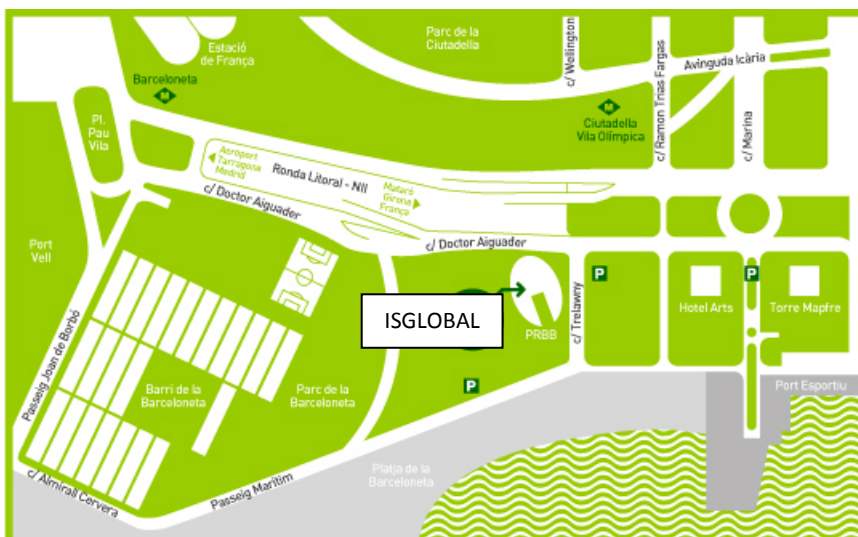 Parc de la
Ciutadella
Estació
de França
Barceloneta
M
c/ Wellington
c/ Ramon Trias Fargas
Avinguda Icària
c/ Marina
M
Ciutadella
Vila Olímpica
Pl.
Pau
Vila
Aeroport
Tarragona
Madrid
Ronda Litoral - NII
Mataró
Girona
França
c/ Doctor Aiguader
c/ Doctor Aiguader
Port
Vell
P
P
ISGLOBAL
PRBB
c/ Trelawny
Hotel Arts
Torre Mapfre
Passeig Joan de Borbó
Barri de la
Barceloneta
Parc de la
Barceloneta
P
Port Esportiu
c/ Almirall Cervera
Passeig Marítim
Platja de la
Barceloneta